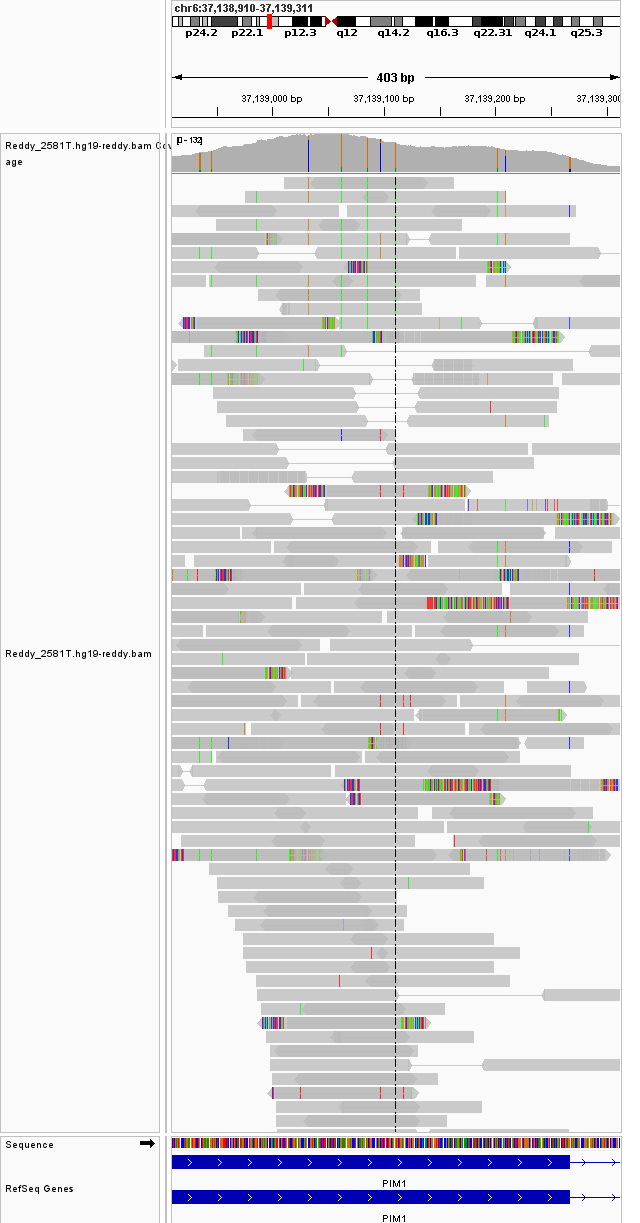 chr6:37,138,910-37,139,311
p24.2 p22.1 p12.3 q12 q14.2 q16.3 q22.31 q24.1 q25.3
403 bp
37,139,000 bp 37,139,100 bp 37,139,200 bp 37,139,300
Reddy_2581T.hg19-reddy.bam Cov
age
[0 - 132]
Reddy_2581T.hg19-reddy.bam
Sequence
PIM1
RefSeq Genes
PIM1